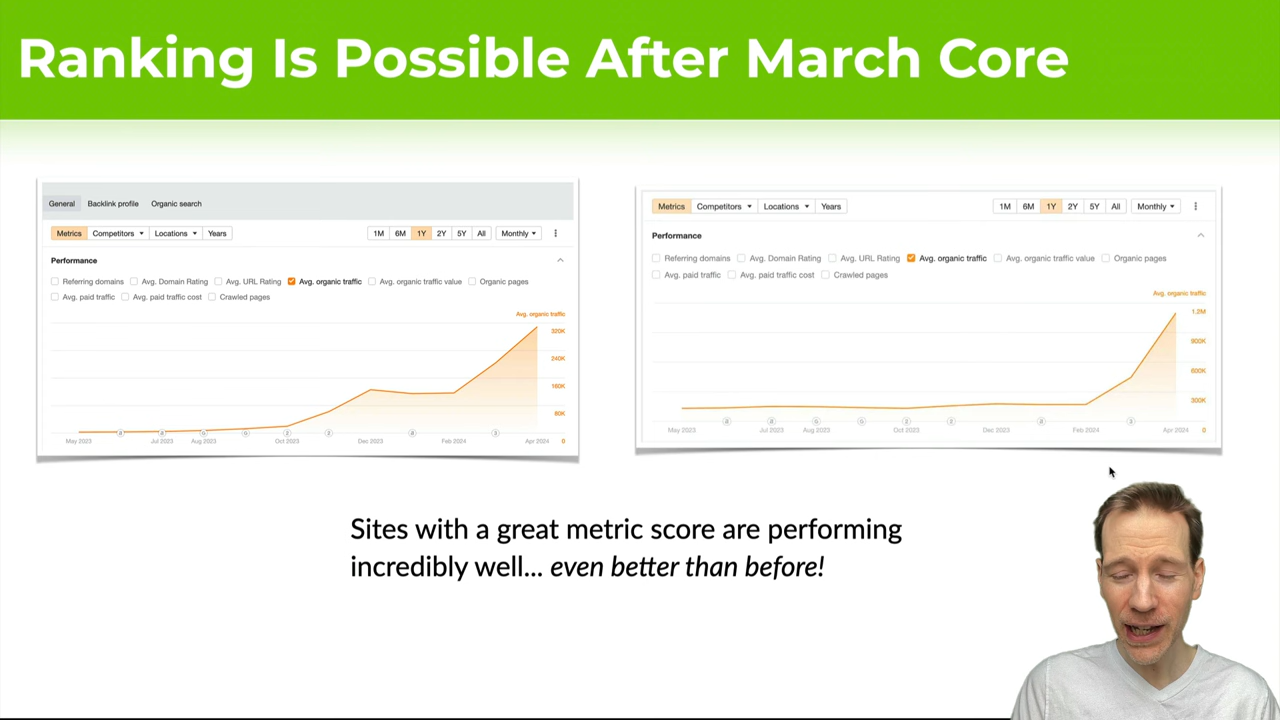 Ranking Is Possible After March Core
General Backlink profile Organic search
Metrics Competitors Locations Years 1M 6M 1Y 2Y 5Y All Monthly
Performance
Referring domains Avg. Domain Rating Avg. URL Rating Avg. organic traffic Avg. organic traffic value Organic pages
Avg. paid traffic Avg. paid traffic cost Crawled pages
Avg. organic traffic
320K
240K
160K
80K
May 2023 Jul 2023 Aug 2023 Oct 2023 Dec 2023 Feb 2024 Apr 2024 0
Metrics Competitors Locations Years 1M 6M 1Y 2Y 5Y All Monthly
Performance
Referring domains Avg. Domain Rating Avg. URL Rating Avg. organic traffic Avg. organic traffic value Organic pages
Avg. paid traffic Avg. paid traffic cost Crawled pages
Avg. organic traffic
1.2M
900K
600K
300K
May 2023 Jul 2023 Aug 2023 Oct 2023 Dec 2023 Feb 2024 Apr 2024 0
Sites with a great metric score are performing
incredibly well... even better than before!